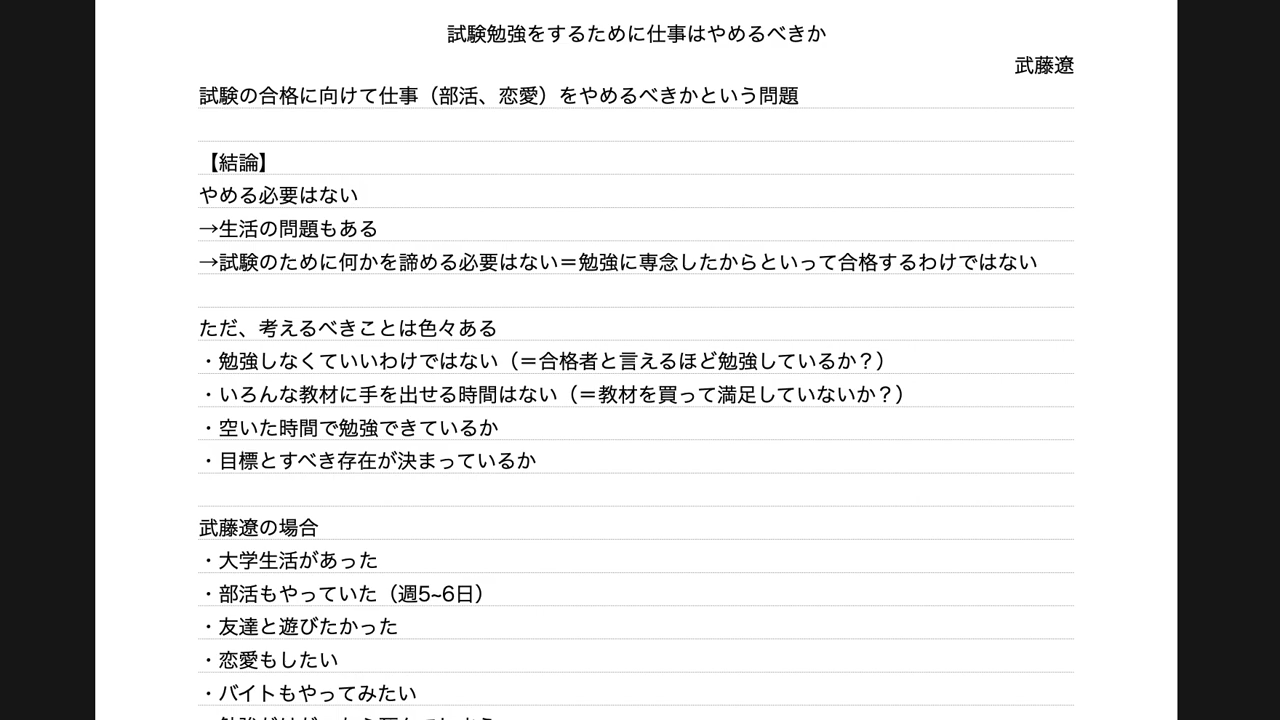 試験勉強をするために仕事はやめるべきか
武藤遼
試験の合格に向けて仕事（部活、恋愛）をやめるべきかという問題
【結論】
やめる必要はない
→生活の問題もある
→試験のために何かを諦める必要はない＝勉強に専念したからといって合格するわけではない
ただ、考えるべきことは色々ある
・勉強しなくていいわけではない（＝合格者と言えるほど勉強しているか？）
・いろんな教材に手を出せる時間はない（＝教材を買って満足していないか？）
・空いた時間で勉強できているか
・目標とすべき存在が決まっているか
武藤遼の場合
・大学生活があった
・部活もやっていた（週5~6日）
・友達と遊びたかった
・恋愛もしたい
・バイトもやってみたい